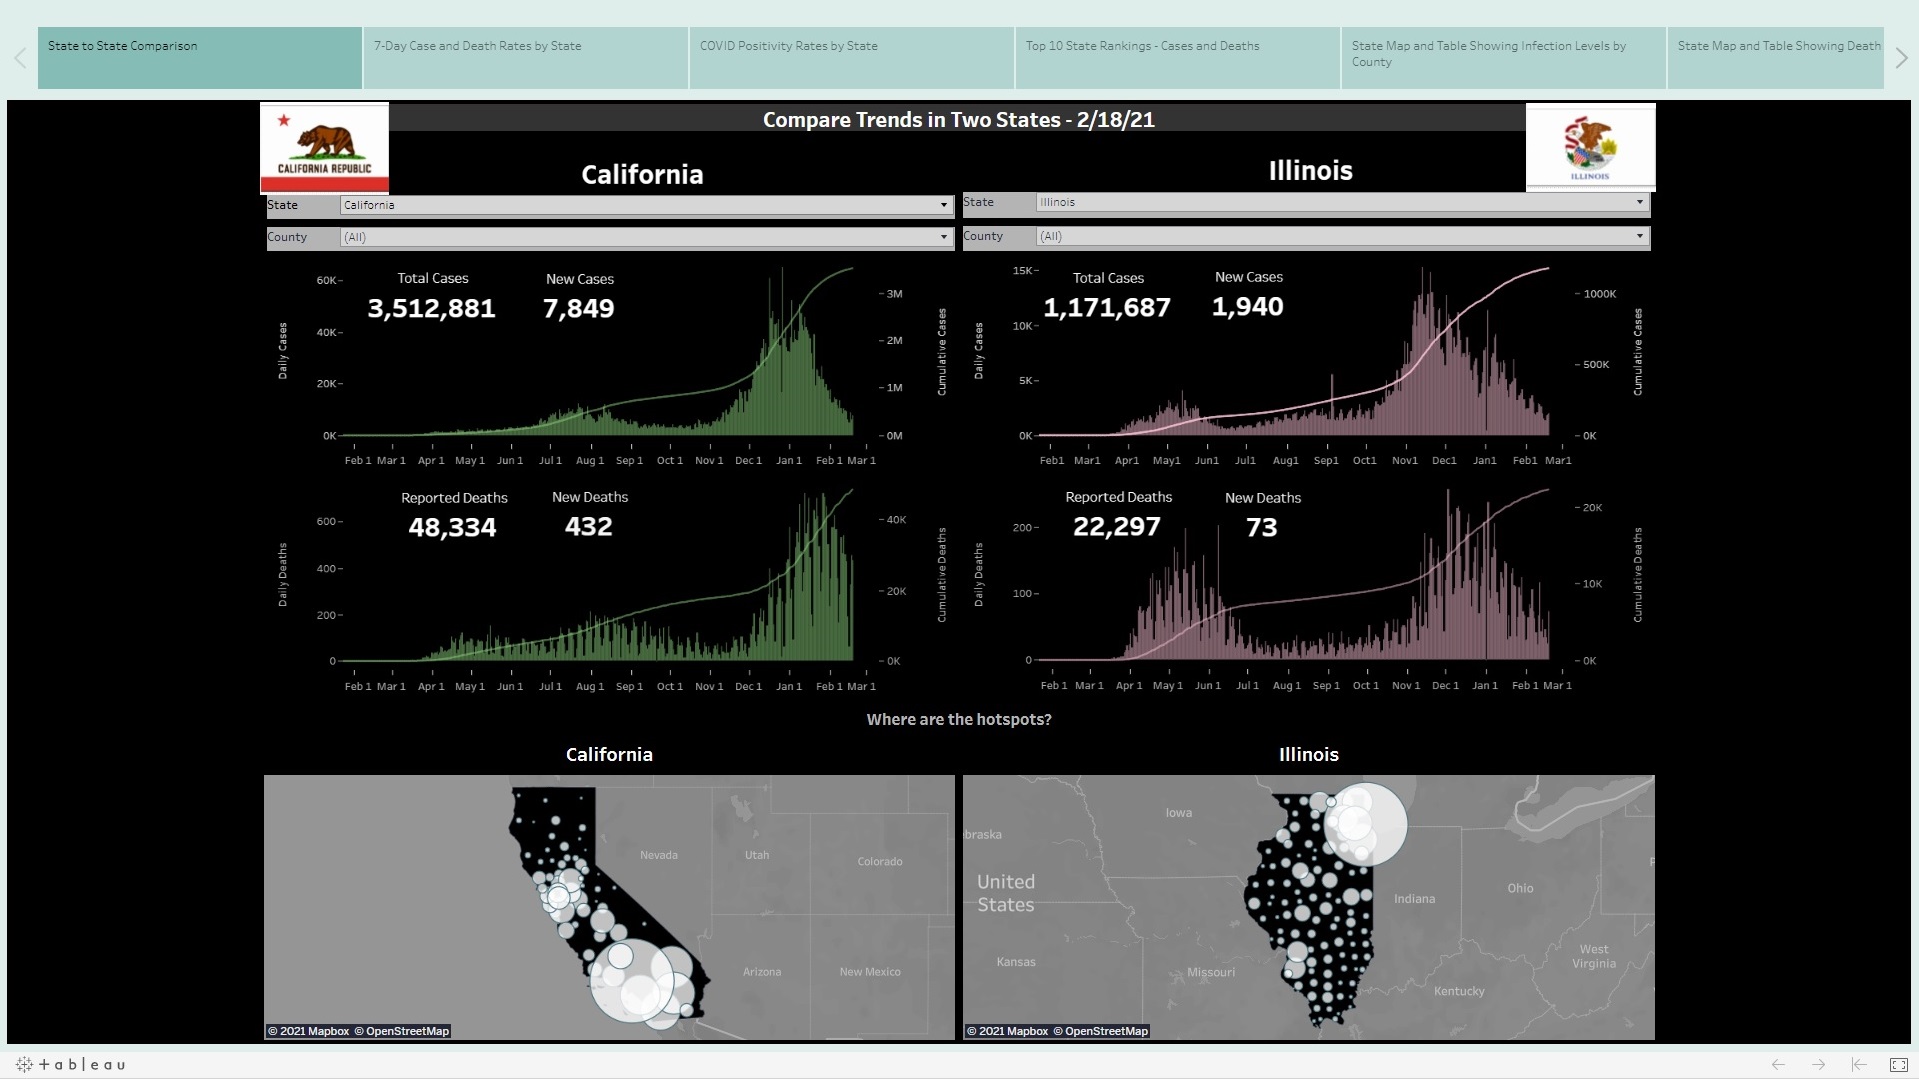 State to State Comparison
7-Day Case and Death Rates by State
COVID Positivity Rates by State
Top 10 State Rankings - Cases and Deaths
State Map and Table Showing Infection Levels by
County
State Map and Table Showing Death
Compare Trends in Two States - 2/18/21
CALIFORNIA REPUBLIC
California
State California
County (All)
Illinois
ILLINOIS
State Illinois
County (All)
Total Cases New Cases
3,512,881 7,849
Daily Cases
60K
40K
20K
0K
3M
2M
1M
0M
Cumulative Cases
Feb 1 Mar 1 Apr 1 May 1 Jun 1 Jul 1 Aug 1 Sep 1 Oct 1 Nov 1 Dec 1 Jan 1 Feb 1 Mar 1
Total Cases New Cases
1,171,687 1,940
Daily Cases
15K
10K
5K
0K
1000K
500K
0K
Cumulative Cases
Feb1 Mar1 Apr1 May1 Jun1 Jul1 Aug1 Sep1 Oct1 Nov1 Dec1 Jan1 Feb1 Mar1
Reported Deaths New Deaths
48,334 432
Daily Deaths
600
400
200
0
40K
20K
0K
Cumulative Deaths
Feb 1 Mar 1 Apr 1 May 1 Jun 1 Jul 1 Aug 1 Sep 1 Oct 1 Nov 1 Dec 1 Jan 1 Feb 1 Mar 1
Reported Deaths New Deaths
22,297 73
Daily Deaths
200
100
0
20K
10K
0K
Cumulative Deaths
Feb 1 Mar 1 Apr 1 May 1 Jun 1 Jul 1 Aug 1 Sep 1 Oct 1 Nov 1 Dec 1 Jan 1 Feb 1 Mar 1
Where are the hotspots?
California
Nevada
Utah
Colorado
Arizona
New Mexico
© 2021 Mapbox © OpenStreetMap
Illinois
Iowa
braska
United
States
Indiana
Ohio
Kansas
Missouri
West
Virginia
Kentucky
© 2021 Mapbox © OpenStreetMap
+ableau